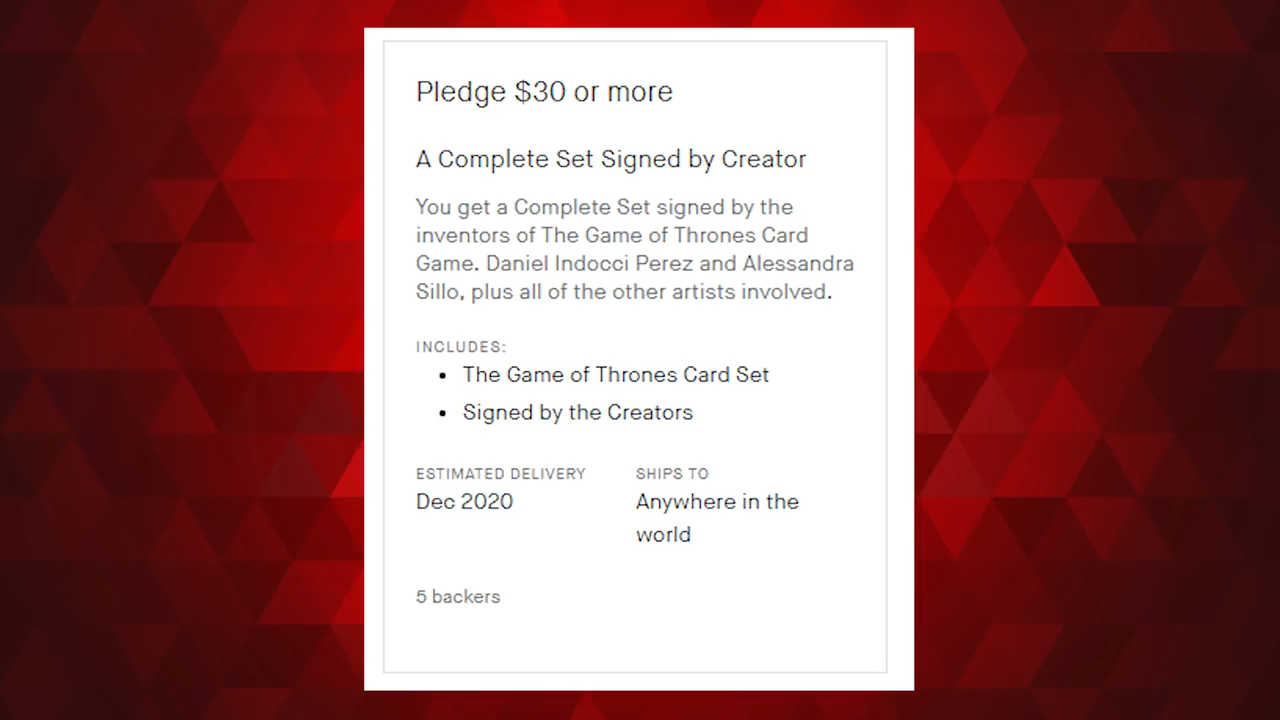 Pledge $30 or more
A Complete Set Signed by Creator
You get a Complete Set signed by the
inventors of The Game of Thrones Card
Game. Daniel Indocci Perez and Alessandra
Sillo, plus all of the other artists involved.
INCLUDES:
• The Game of Thrones Card Set
• Signed by the Creators
ESTIMATED DELIVERY
Dec 2020
SHIPS TO
Anywhere in the
world
5 backers